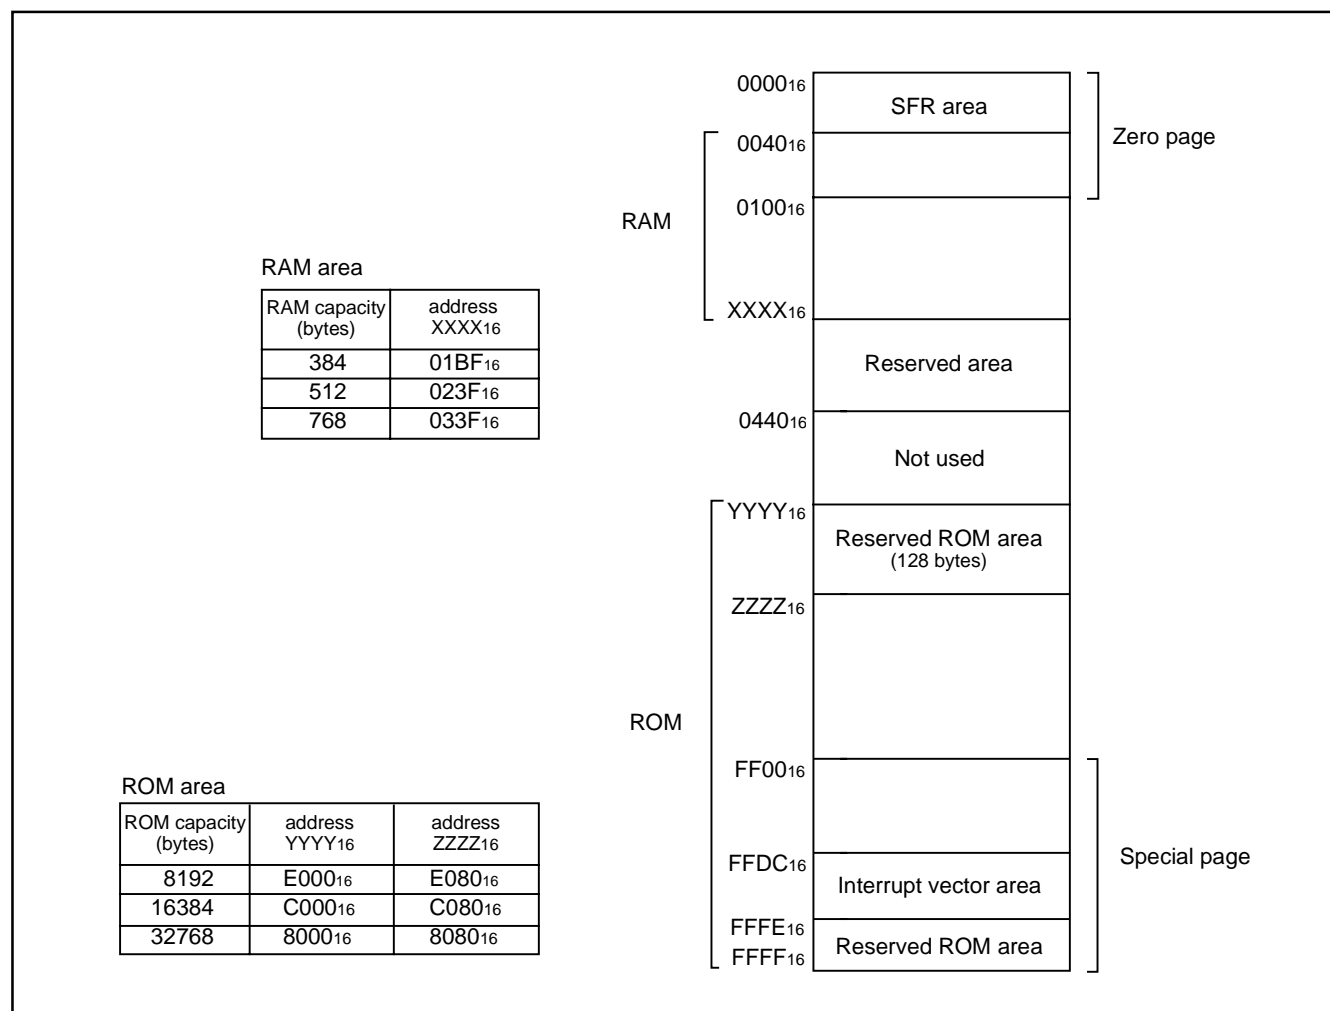 RAM area
RAM capacity (bytes) address XXXX16
384 01BF16
512 023F16
768 033F16
ROM area
ROM capacity (bytes) address YYYY16 address ZZZZ16
8192 E00016 E08016
16384 C00016 C08016
32768 800016 808016
RAM
ROM
000016
SFR area
004016
010016
XXXX16
Reserved area
044016
Not used
YYYY16
Reserved ROM area
(128 bytes)
ZZZZ16
FF0016
FFDC16
Interrupt vector area
FFFE16
Reserved ROM area
FFFF16
Zero page
Special page